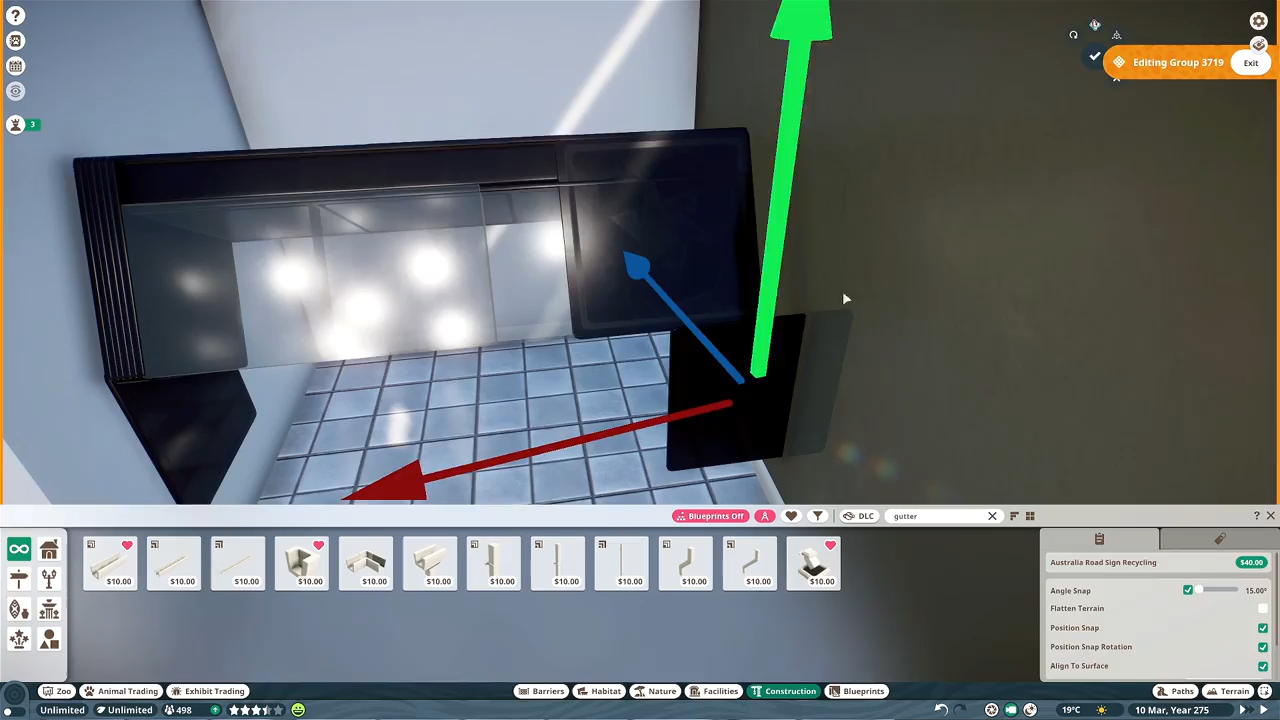 ?
3
Editing Group 3719
Exit
Blueprints Off
DLC
gutter
?
$10.00
$10.00
$10.00
$10.00
$10.00
$10.00
$10.00
$10.00
$10.00
$10.00
$10.00
$10.00
Australia Road Sign Recycling
$40.00
Angle Snap
15.00°
Flatten Terrain
Position Snap
Position Snap Rotation
Align To Surface
Zoo
Animal Trading
Exhibit Trading
Barriers
Habitat
Nature
Facilities
Construction
Blueprints
Paths
Terrain
Unlimited
Unlimited
498
19°C
10 Mar, Year 275